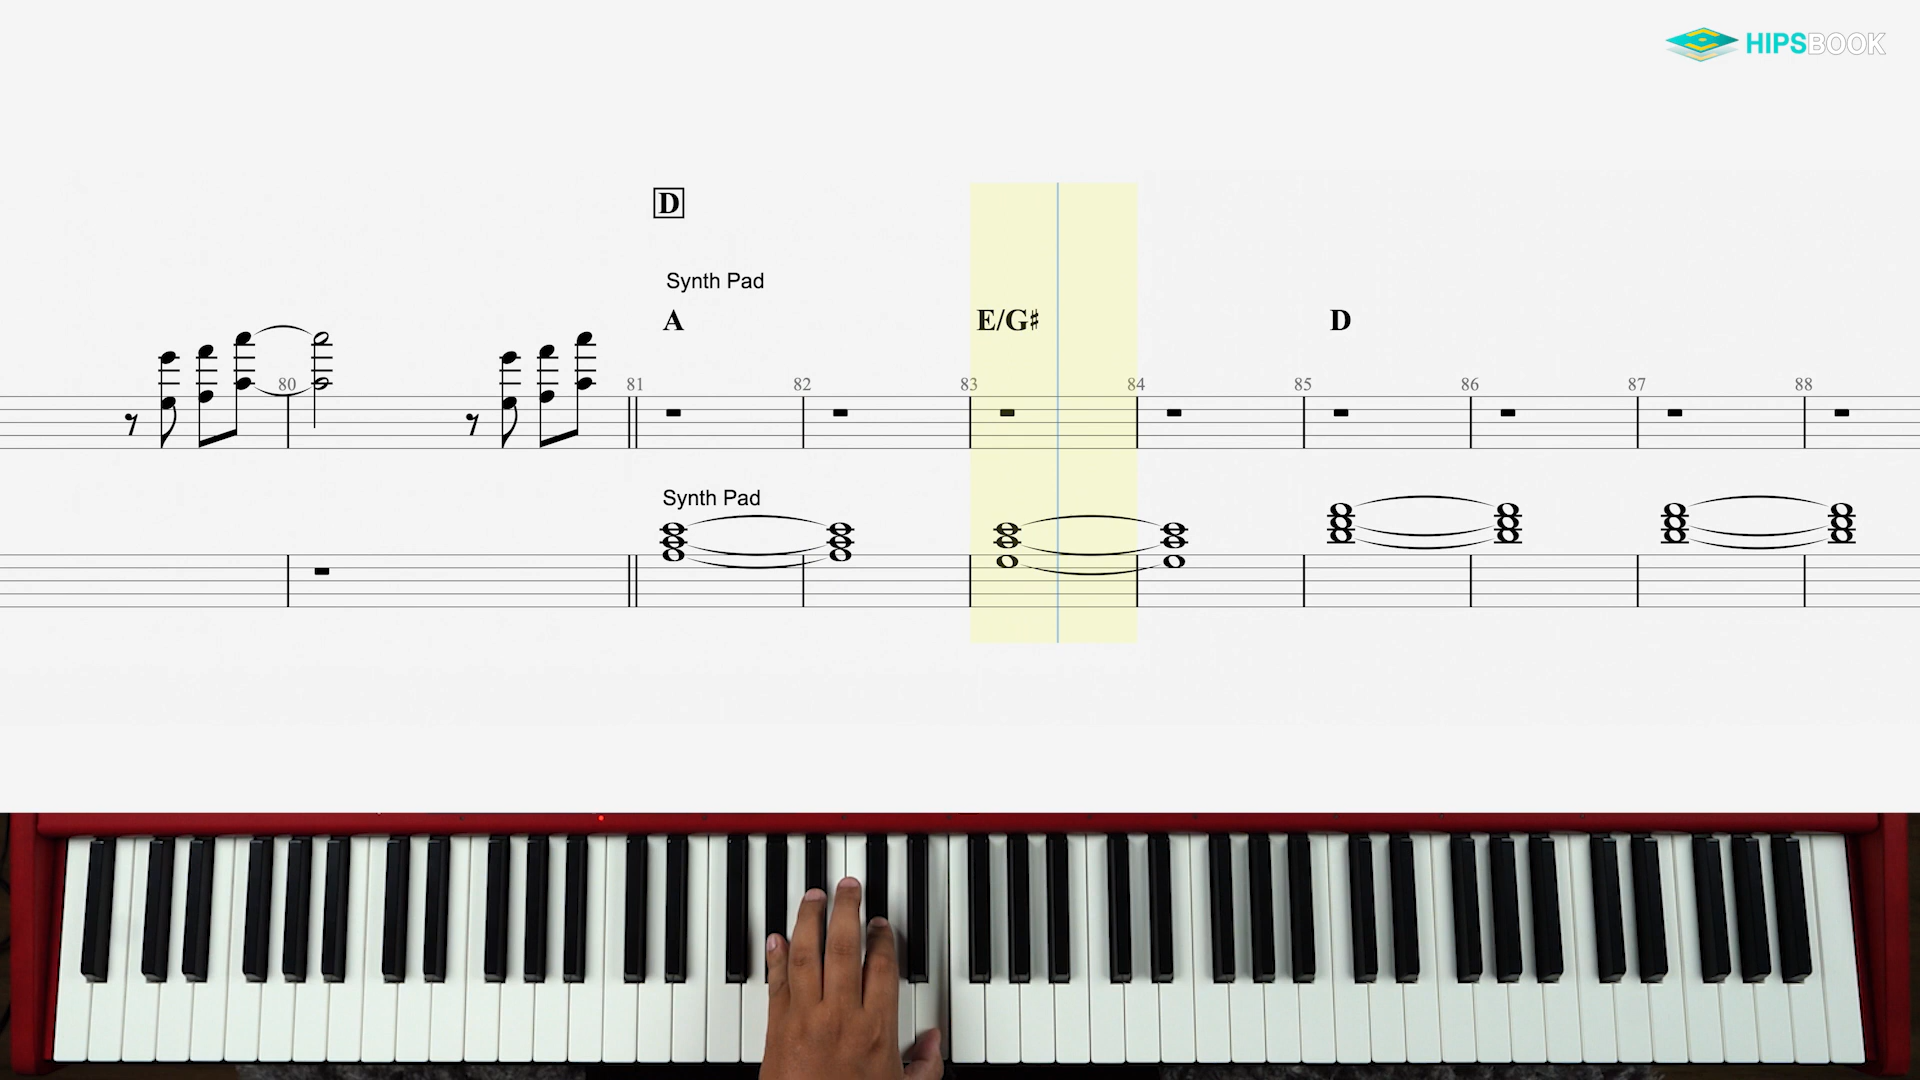 HIPSBOOK
D
Synth Pad
A E/G♯ D
80 81 82 83 84 85 86 87 88
Synth Pad